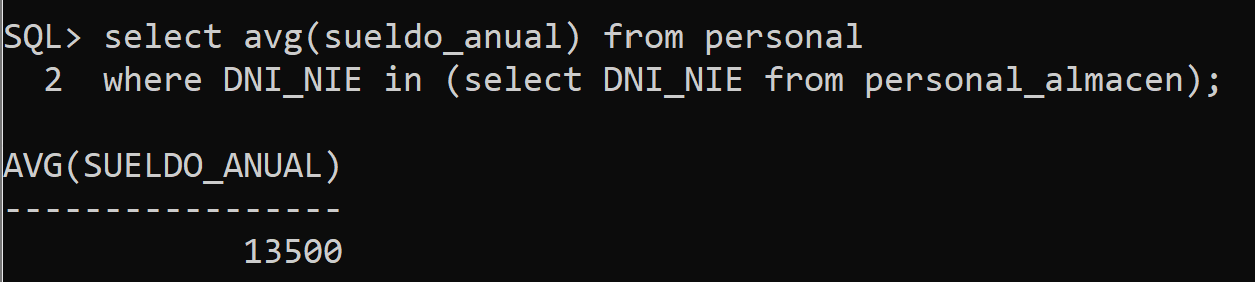 SQL> select avg(sueldo_anual) from personal
  2  where DNI_NIE in (select DNI_NIE from personal_almacen);
AVG(SUELDO_ANUAL)
-----------------
            13500